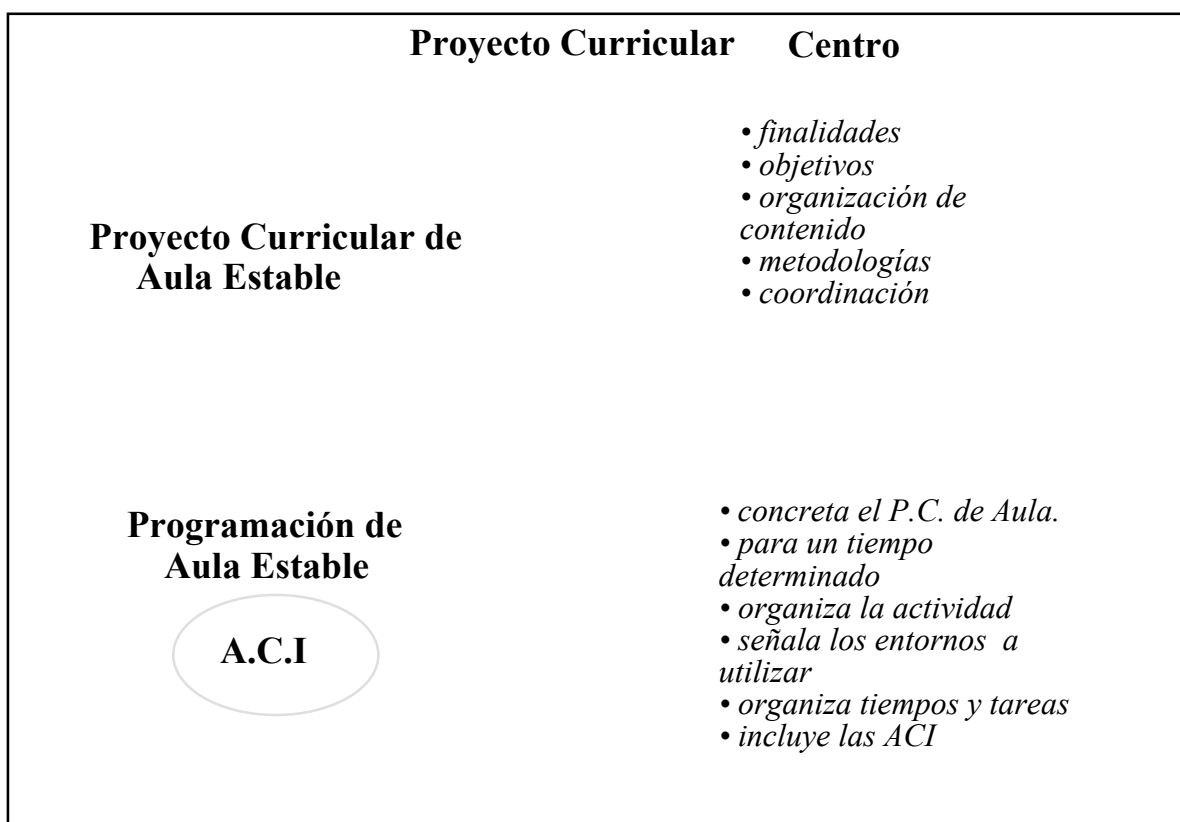 Proyecto Curricular Centro
• finalidades
• objetivos
• organización de
contenido
• metodologías
• coordinación
Proyecto Curricular de
Aula Estable
Programación de
Aula Estable
A.C.I
• concreta el P.C. de Aula.
• para un tiempo
determinado
• organiza la actividad
• señala los entornos a
utilizar
• organiza tiempos y tareas
• incluye las ACI